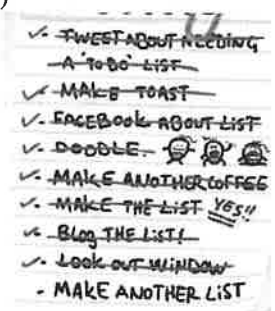 )
✓. TWEET ABOUT NEEDING
A 'TO DO' LIST
✓. MAKE TOAST
✓. FACEBOOK ABOUT LIST
✓. DOODLE.
✓. MAKE ANOTHER COFFEE
✓. MAKE THE LIST YES!!
✓. BLOG THE LIST!
✓. LOOK OUT WINDOW
. MAKE ANOTHER LIST